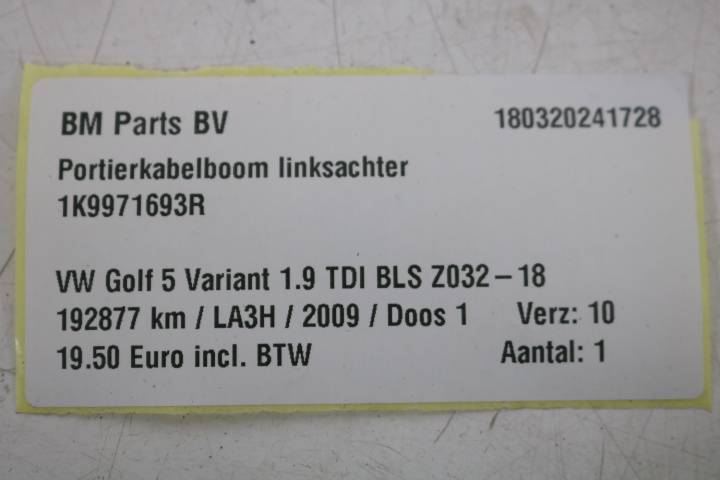 BM Parts BV 180320241728
Portierkabelboom linksachter
1K9971693R
VW Golf 5 Variant 1.9 TDI BLS Z032-18
192877 km / LA3H / 2009 / Doos 1 Verz: 10
19.50 Euro incl. BTW Aantal: 1